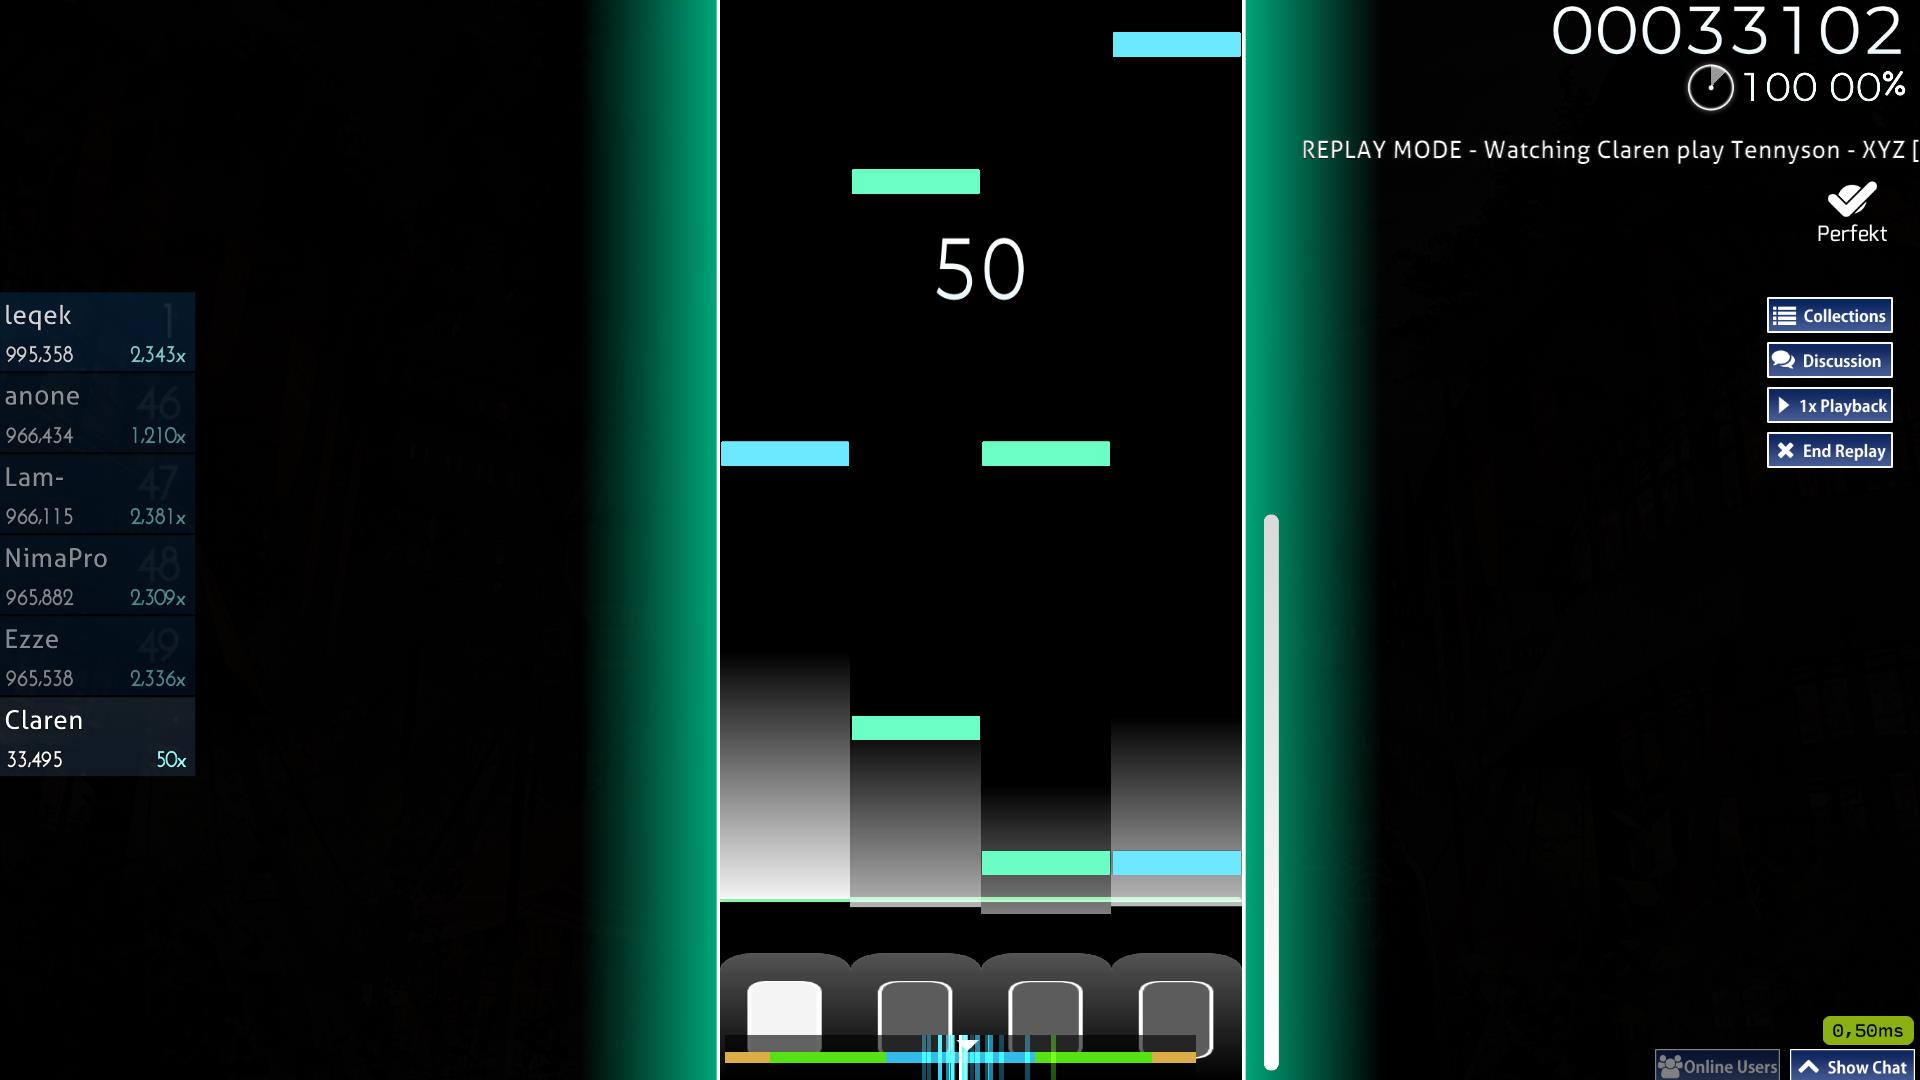 00033102
100 00%
REPLAY MODE - Watching Claren play Tennyson - XYZ [
Perfekt
50
leqek 1
995,358 2,343x
anone 46
966,434 1,210x
Lam- 47
966,115 2,381x
NimaPro 48
965,882 2,309x
Ezze 49
965,538 2,336x
Claren
33,495 50x
Collections
Discussion
1x Playback
End Replay
0,50ms
Online Users
Show Chat